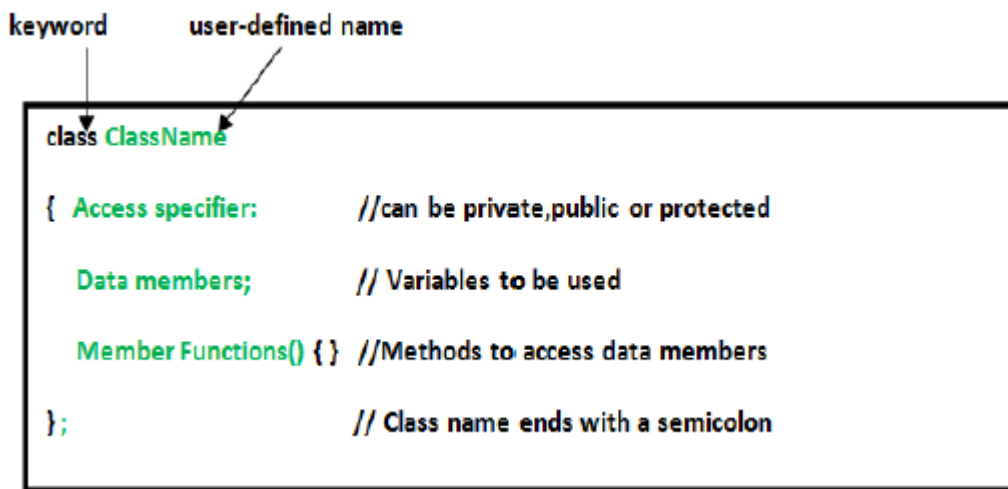 keyword user-defined name
class ClassName
{ Access specifier: //can be private,public or protected
Data members; // Variables to be used
Member Functions() { } //Methods to access data members
} ; // Class name ends with a semicolon